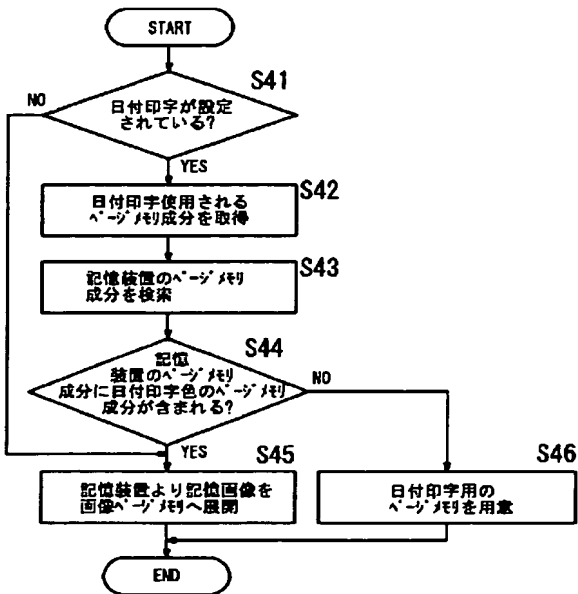 START
S41
NO
日付印字が設定
されている?
YES
S42
日付印字使用される
ページメモリ成分を取得
S43
記憶装置のページメモリ
成分を検索
S44
記憶
装置のページメモリ
成分に日付印字色のページメモリ
成分が含まれる?
NO
YES
S45
記憶装置より記憶画像を
画像ページメモリへ展開
S46
日付印字用の
ページメモリを用意
END